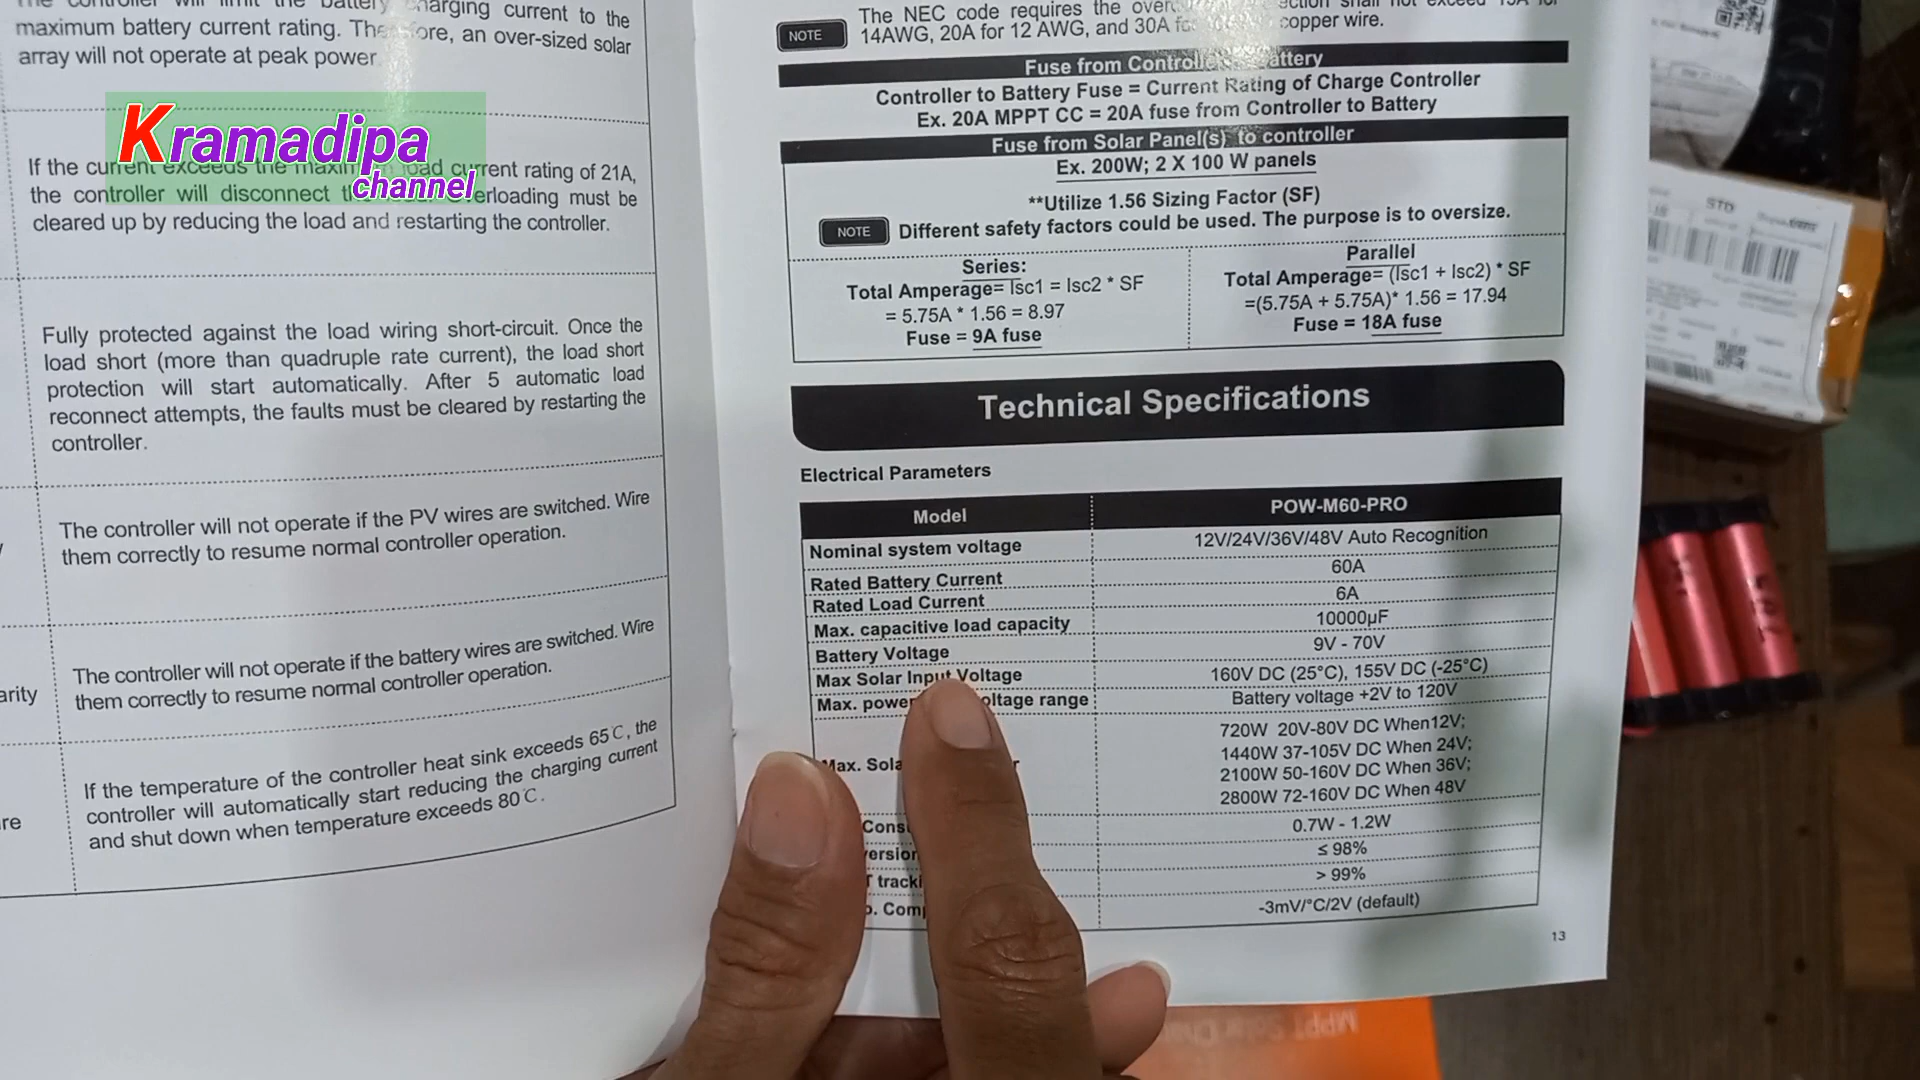 charging current to the
maximum battery current rating. an over-sized solar
array will not operate at peak power
Kramadipa
channel
If the current exceeds the load current rating of 21A,
the controller will disconnect must be
cleared up by reducing the load and restarting the controller.
Fully protected against the load wiring short-circuit. Once the
load short (more than quadruple rate current), the load short
protection will start automatically. After 5 automatic load
reconnect attempts, the faults must be cleared by restarting the
controller.
The controller will not operate if the PV wires are switched. Wire
them correctly to resume normal controller operation.
The controller will not operate if the battery wires are switched. Wire
arity them correctly to resume normal controller operation.
If the temperature of the controller heat sink exceeds 65℃, the
re controller will automatically start reducing the charging current
and shut down when temperature exceeds 80℃.
NOTE The NEC code requires the
14AWG, 20A for 12 AWG, and 30A copper wire.
Fuse from Battery
Controller to Battery Fuse = Current Rating of Charge Controller
Ex. 20A MPPT CC = 20A fuse from Controller to Battery
Fuse from Solar Panel(s) to controller
Ex. 200W; 2 X 100 W panels
**Utilize 1.56 Sizing Factor (SF)
NOTE Different safety factors could be used. The purpose is to oversize.
Series:
Total Amperage= Isc1 = Isc2 * SF
= 5.75A * 1.56 = 8.97
Fuse = 9A fuse
Parallel
Total Amperage= (Isc1 + Isc2) * SF
=(5.75A + 5.75A)* 1.56 = 17.94
Fuse = 18A fuse
Technical Specifications
Electrical Parameters
Model POW-M60-PRO
Nominal system voltage 12V/24V/36V/48V Auto Recognition
Rated Battery Current 60A
Rated Load Current 6A
Max. capacitive load capacity 10000µF
Battery Voltage 9V - 70V
Max Solar Input Voltage 160V DC (25°C), 155V DC (-25°C)
Max. power voltage range Battery voltage +2V to 120V
Max. 720W 20V-80V DC When12V;
1440W 37-105V DC When 24V;
2100W 50-160V DC When 36V;
2800W 72-160V DC When 48V
0.7W - 1.2W
≤ 98%
> 99%
-3mV/°C/2V (default)
13
STD